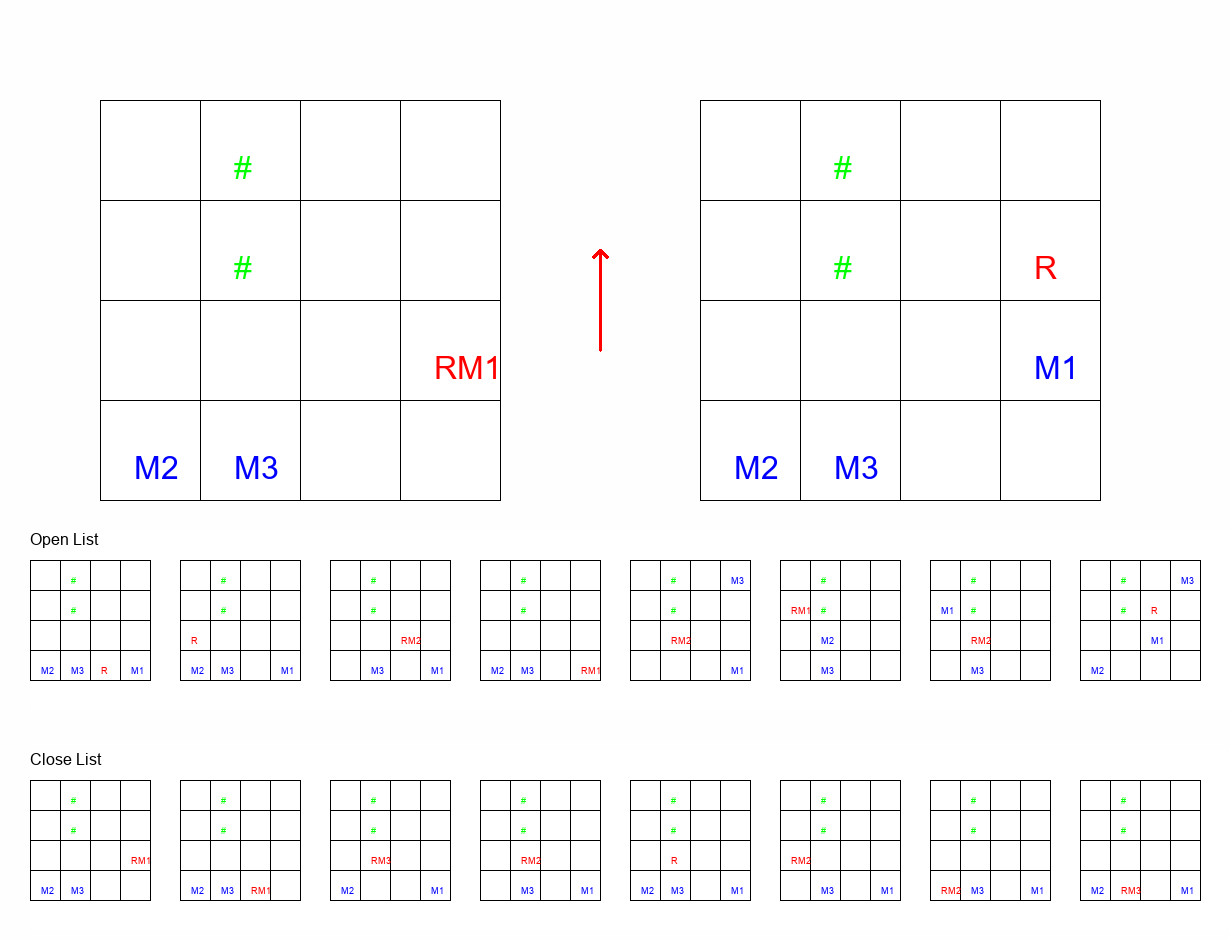 # #
# # R
RM1 M1
M2 M3 M2 M3
Open List
# # # # # M3 # # # M3
# # # # # RM1 # M1 # # R
R RM2 RM2 M2 RM2 M1
M2 M3 R M1 M2 M3 M1 M3 M1 M2 M3 RM1 M1 M3 M3 M2
Close List
# # # # # # # #
# # # # # # # #
RM1 RM3 RM2 R RM2
M2 M3 M2 M3 RM1 M2 M1 M3 M1 M2 M3 M1 M3 M1 RM2 M3 M1 M2 RM3 M1